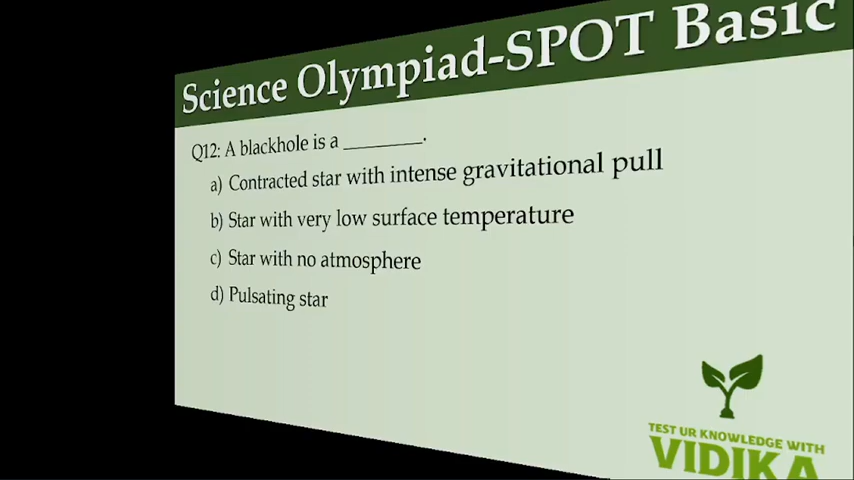 Science Olympiad-SPOT Basic
Q12: A blackhole is a ________.
a) Contracted star with intense gravitational pull
b) Star with very low surface temperature
c) Star with no atmosphere
d) Pulsating star
TEST UR KNOWLEDGE WITH
VIDIKA